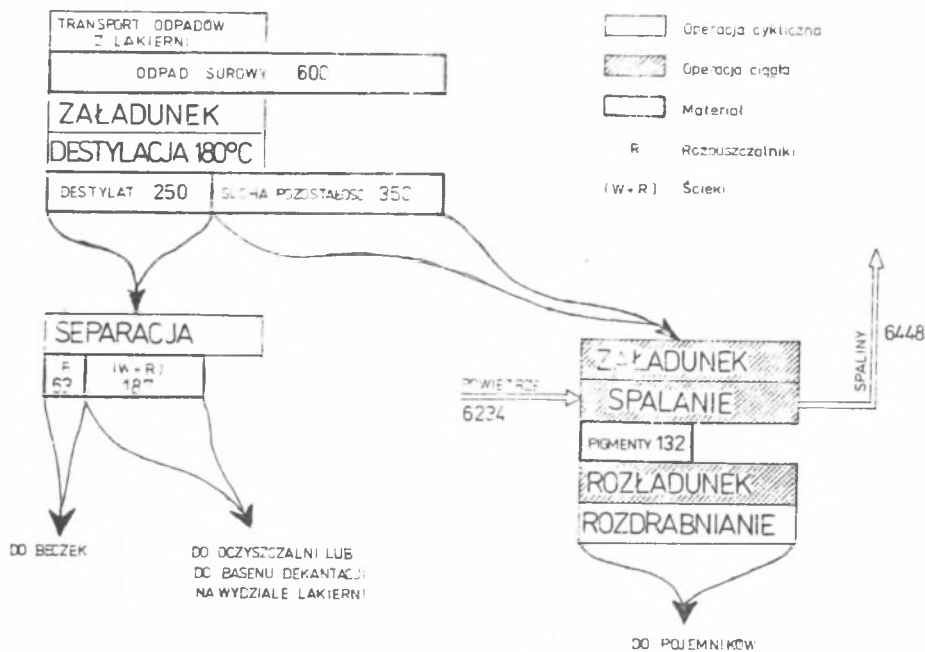 TRANSPORT ODPADÓW
Z LAKIERNI
ODPAD SUROWY 600
ZAŁADUNEK
DESTYLACJA 180°C
DESTYLAT 250
SUCHA POZOSTAŁOŚĆ 350
Operacja cykliczna
Operacja ciągła
Materiał
R Rozpuszczalniki
(W+R) Ścieki
SEPARACJA
R
63
(W+R)
187
DO BECZEK
DO OCZYSZCZALNI LUB
DO BASENU DEKANTACJI
NA WYDZIALE LAKIERNI
POWIETRZE
6234
ZAŁADUNEK
SPALANIE
SPALINY
6448
PIGMENTY 132
ROZŁADUNEK
ROZDRABNIANIE
DO POJEMNIKÓW